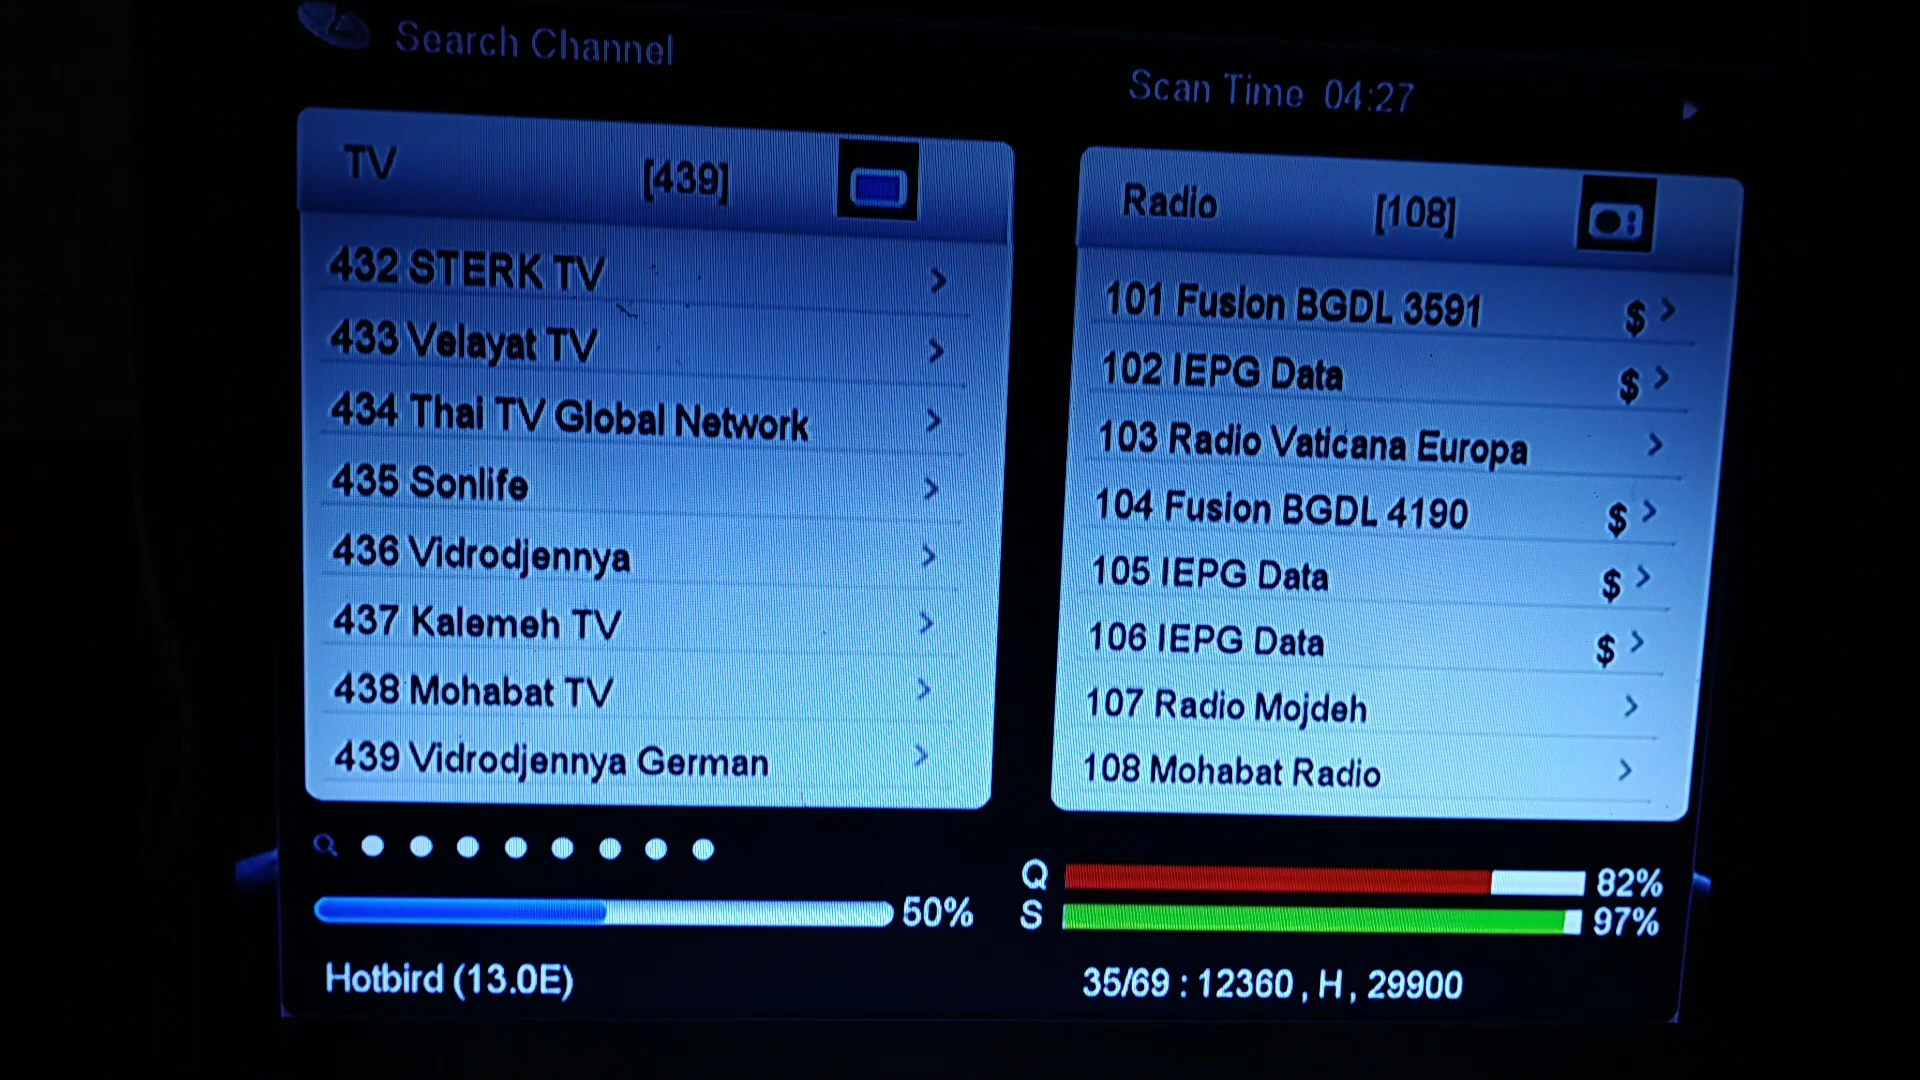 Search Channel
Scan Time 04:27
TV [439]
432 STERK TV
433 Velayat TV
434 Thai TV Global Network
435 Sonlife
436 Vidrodjennya
437 Kalemeh TV
438 Mohabat TV
439 Vidrodjennya German
Radio [108]
101 Fusion BGDL 3591 $
102 IEPG Data $
103 Radio Vaticana Europa
104 Fusion BGDL 4190 $
105 IEPG Data $
106 IEPG Data $
107 Radio Mojdeh
108 Mohabat Radio
50%
Q 82%
S 97%
Hotbird (13.0E)
35/69 : 12360 , H , 29900